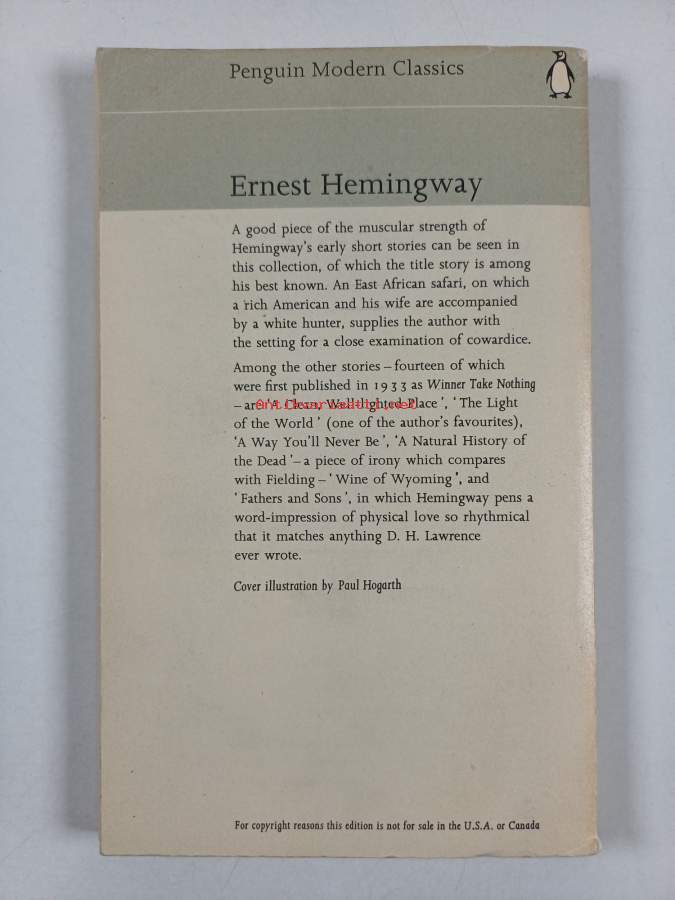 Penguin Modern Classics
Ernest Hemingway
A good piece of the muscular strength of
Hemingway's early short stories can be seen in
this collection, of which the title story is among
his best known. An East African safari, on which
a rich American and his wife are accompanied
by a white hunter, supplies the author with
the setting for a close examination of cowardice.
Among the other stories – fourteen of which
were first published in 1933 as Winner Take Nothing
– are 'A Clean, Well-lighted Place', 'The Light
of the World' (one of the author's favourites),
'A Way You'll Never Be', 'A Natural History of
the Dead' – a piece of irony which compares
with Fielding – 'Wine of Wyoming', and
'Fathers and Sons', in which Hemingway pens a
word-impression of physical love so rhythmical
that it matches anything D. H. Lawrence
ever wrote.
Cover illustration by Paul Hogarth
For copyright reasons this edition is not for sale in the U.S.A. or Canada